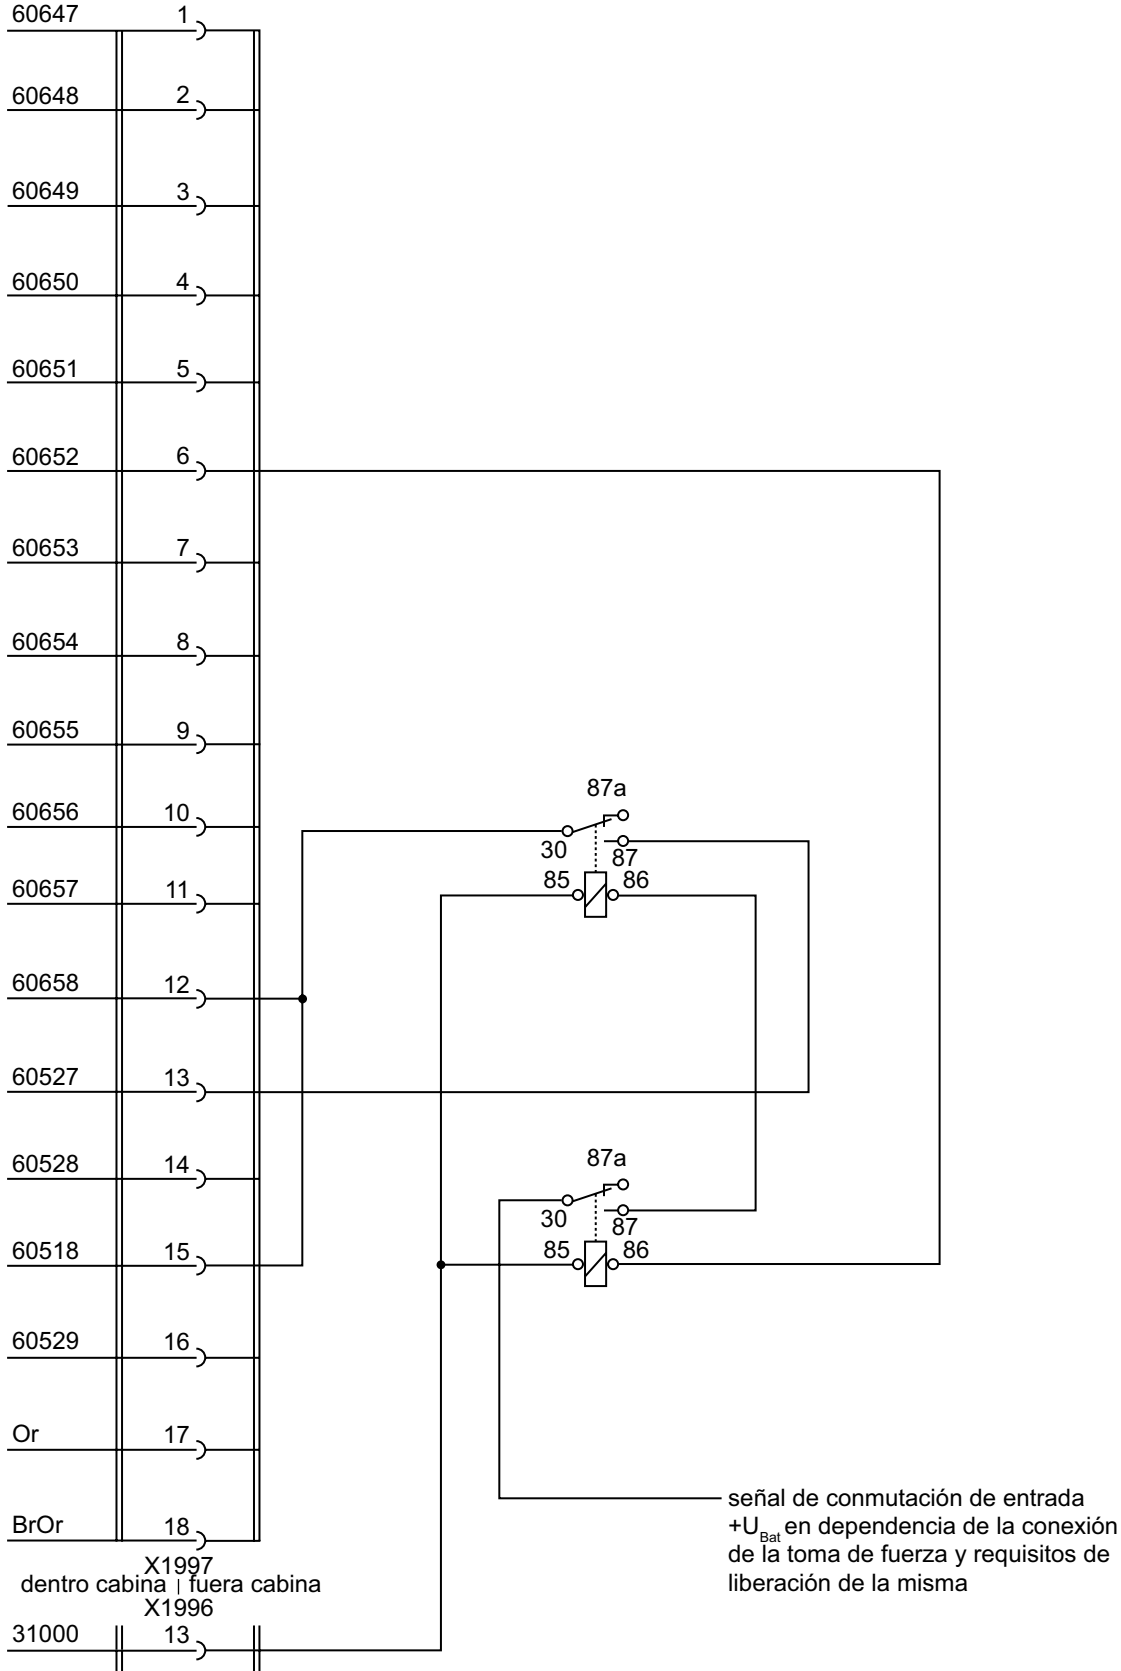 60647 1
60648 2
60649 3
60650 4
60651 5
60652 6
60653 7
60654 8
60655 9
87a
60656 10
30 87
60657 11 85 86
60658 12
60527 13
60528 14 87a
30 87
60518 15 85 86
60529 16
Or 17
señal de conmutación de entrada
BrOr 18 +UBat en dependencia de la conexión
de la toma de fuerza y requisitos de
liberación de la misma
X1997
dentro cabina | fuera cabina
X1996
31000 13